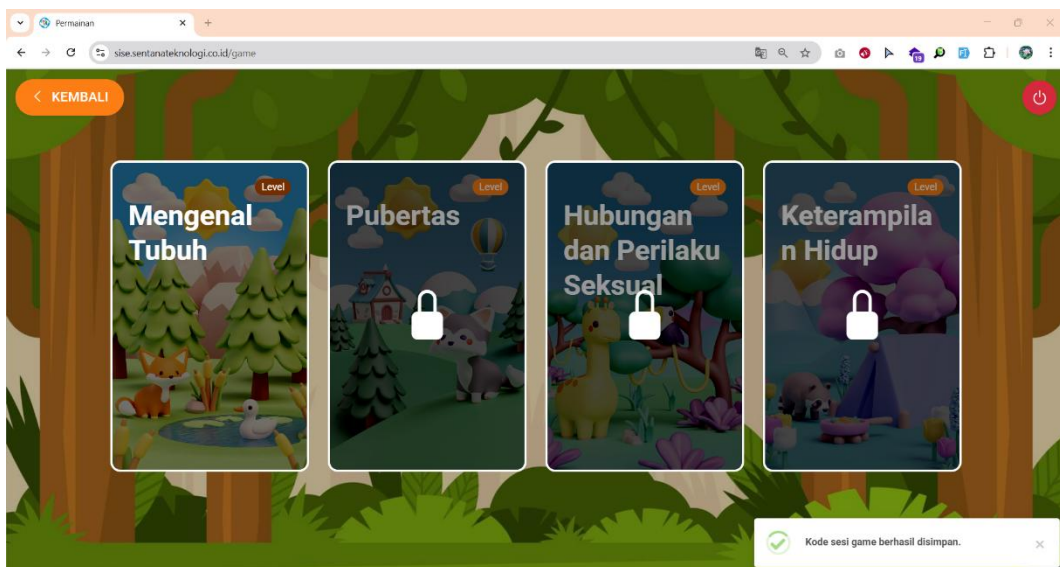 Permainan
sise.sentanateknologi.co.id/game
19
KEMBALI
Level
Mengenal
Tubuh
Level
Pubertas
Level
Hubungan
dan Perilaku
Seksual
Level
Keterampila
n Hidup
Kode sesi game berhasil disimpan.